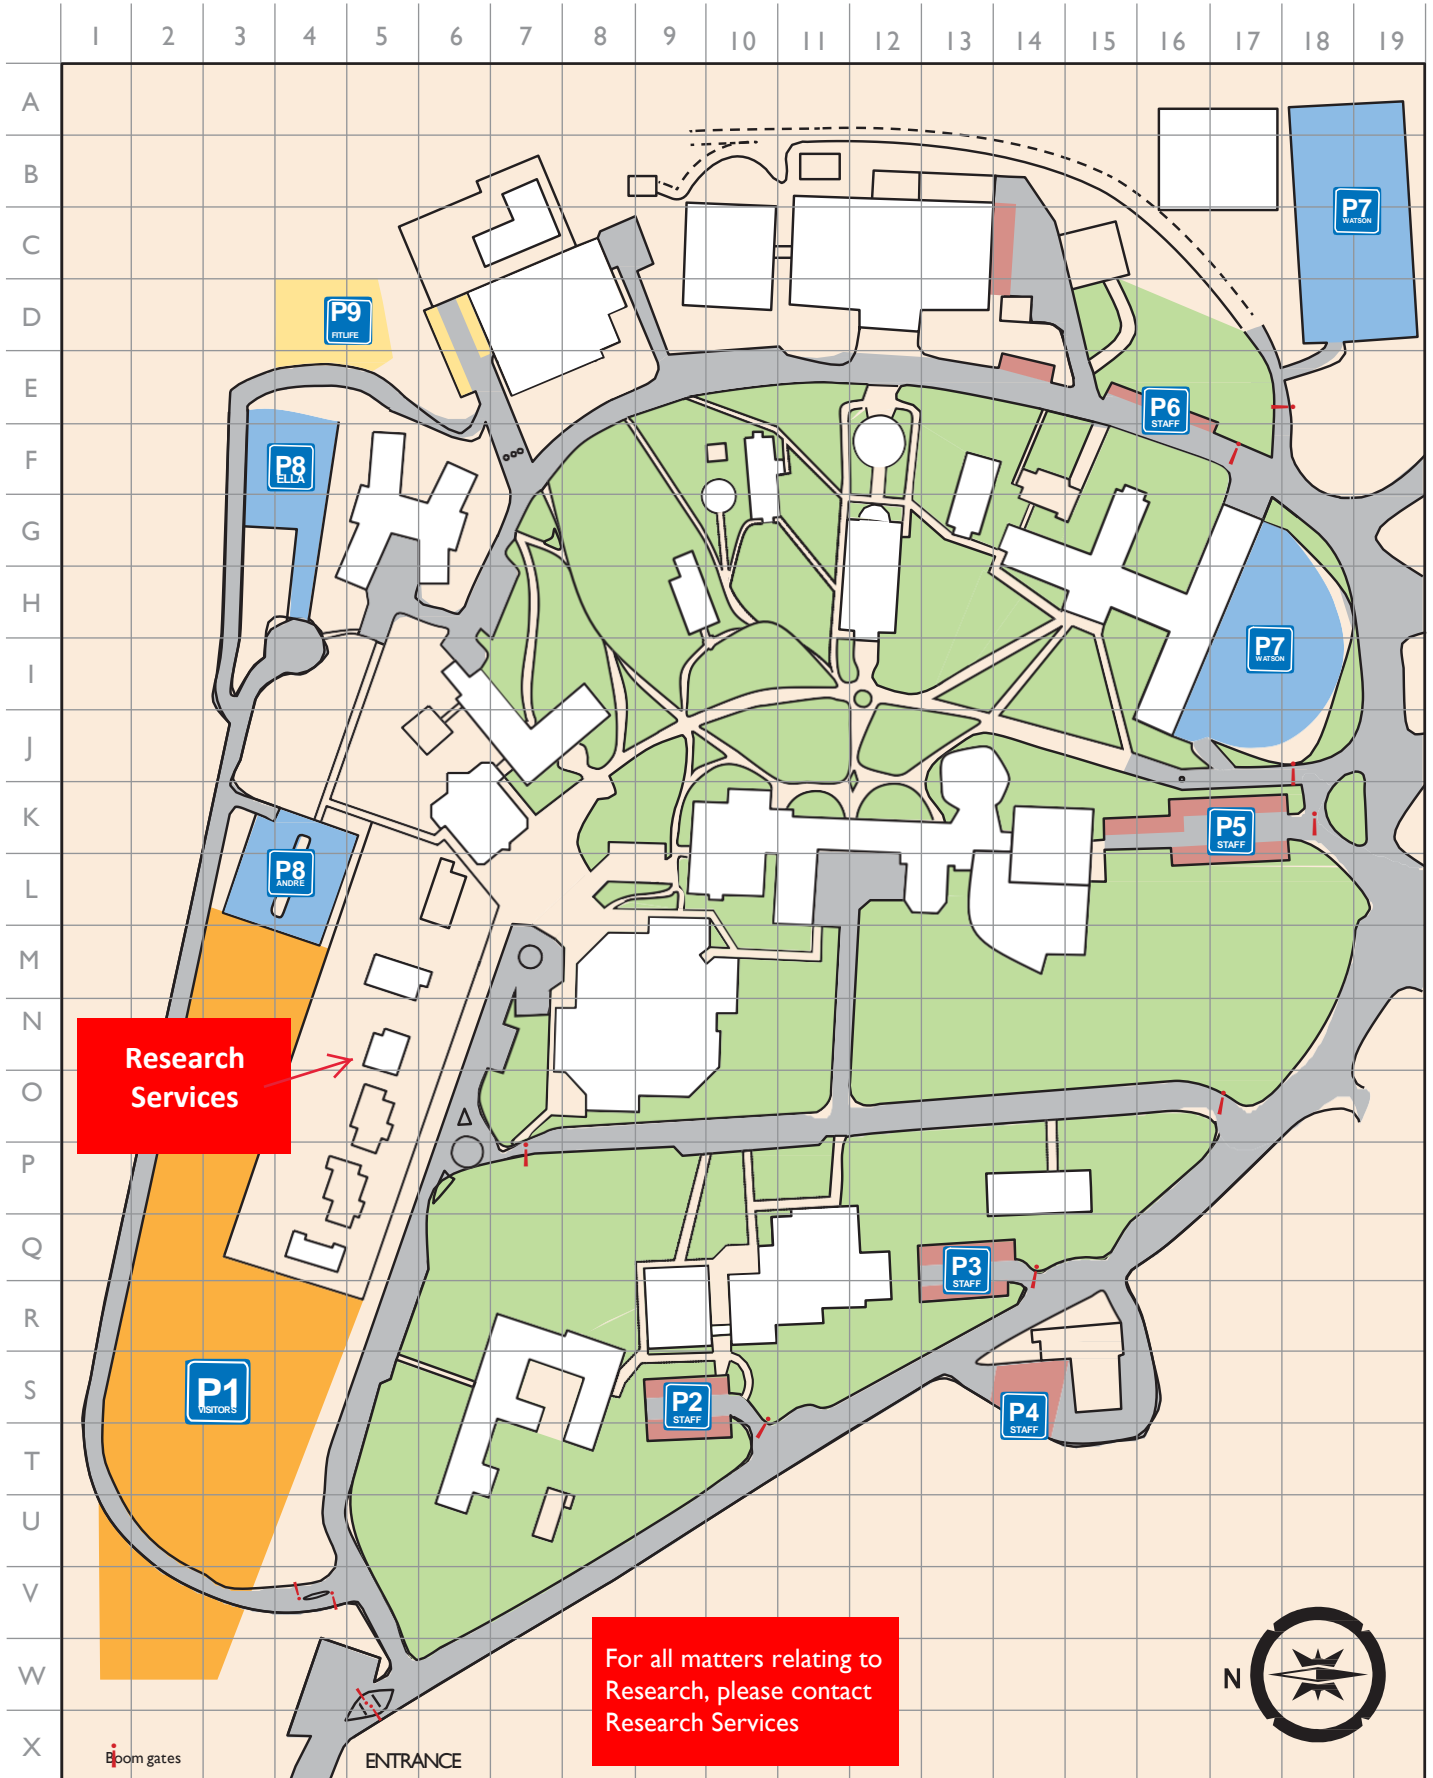 1 2 3 4 5 6 7 8 9 10 11 12 13 14 15 16 17 18 19
A
B
P7
WATSON
C
D
P9
FITLIFE
E
P6
STAFF
F
P8
ELLA
G
H
I
P7
WATSON
J
K
P5
STAFF
L
P8
ANDRE
M
N
Research
Services
O
P
Q
P3
STAFF
R
S
P1
VISITORS
P2
STAFF
P4
STAFF
T
U
V
W
For all matters relating to
Research, please contact
Research Services
N
X
Boom gates
ENTRANCE